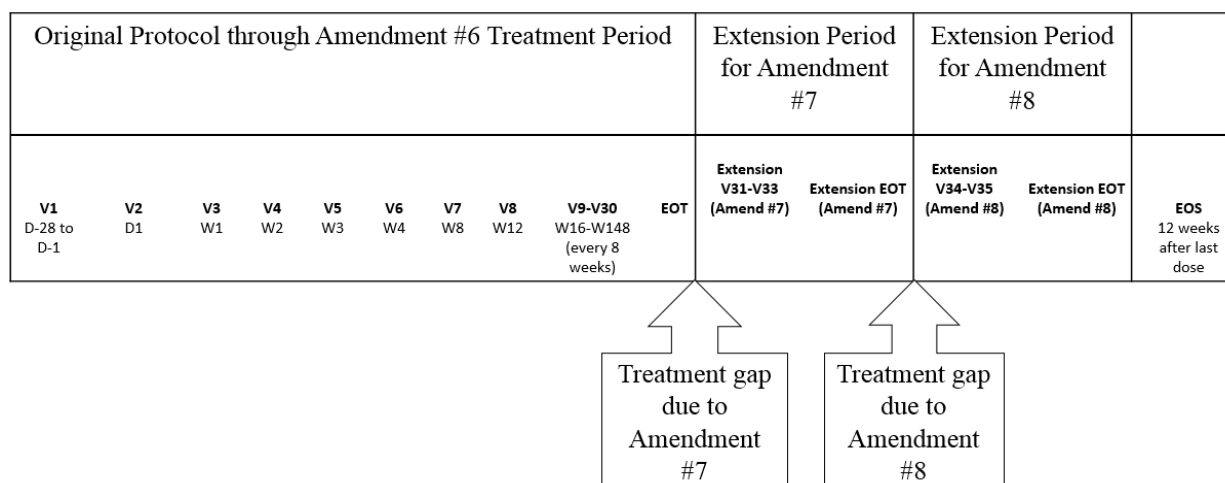 Original Protocol through Amendment #6 Treatment Period
Extension Period
for Amendment
#7
Extension Period
for Amendment
#8
V1
D-28 to
D-1
V2
D1
V3
W1
V4
W2
V5
W3
V6
W4
V7
W8
V8
W12
V9-V30
W16-W148
(every 8
weeks)
EOT
Extension
V31-V33
(Amend #7)
Extension EOT
(Amend #7)
Extension
V34-V35
(Amend #8)
Extension EOT
(Amend #8)
EOS
12 weeks
after last
dose
Treatment gap
due to
Amendment
#7
Treatment gap
due to
Amendment
#8